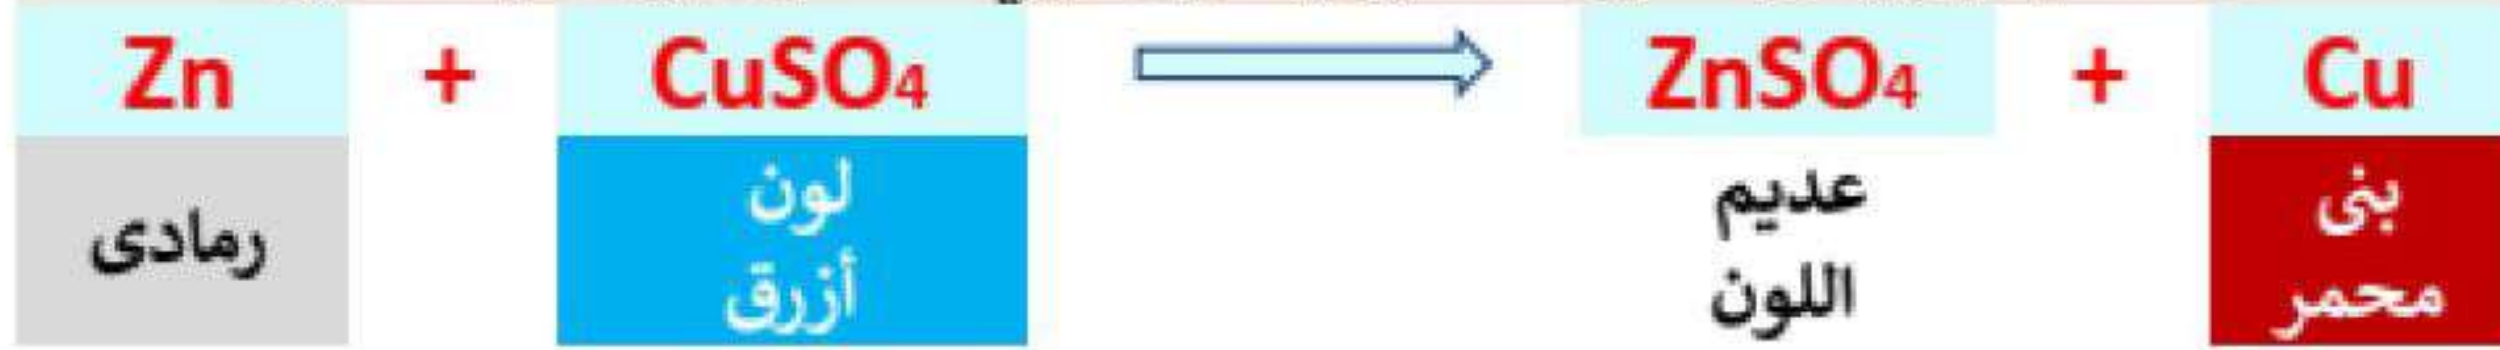 Zn + CuSO4 ZnSO4 + Cu
رمادى
لون
أزرق
عديم
اللون
بنى
محمر